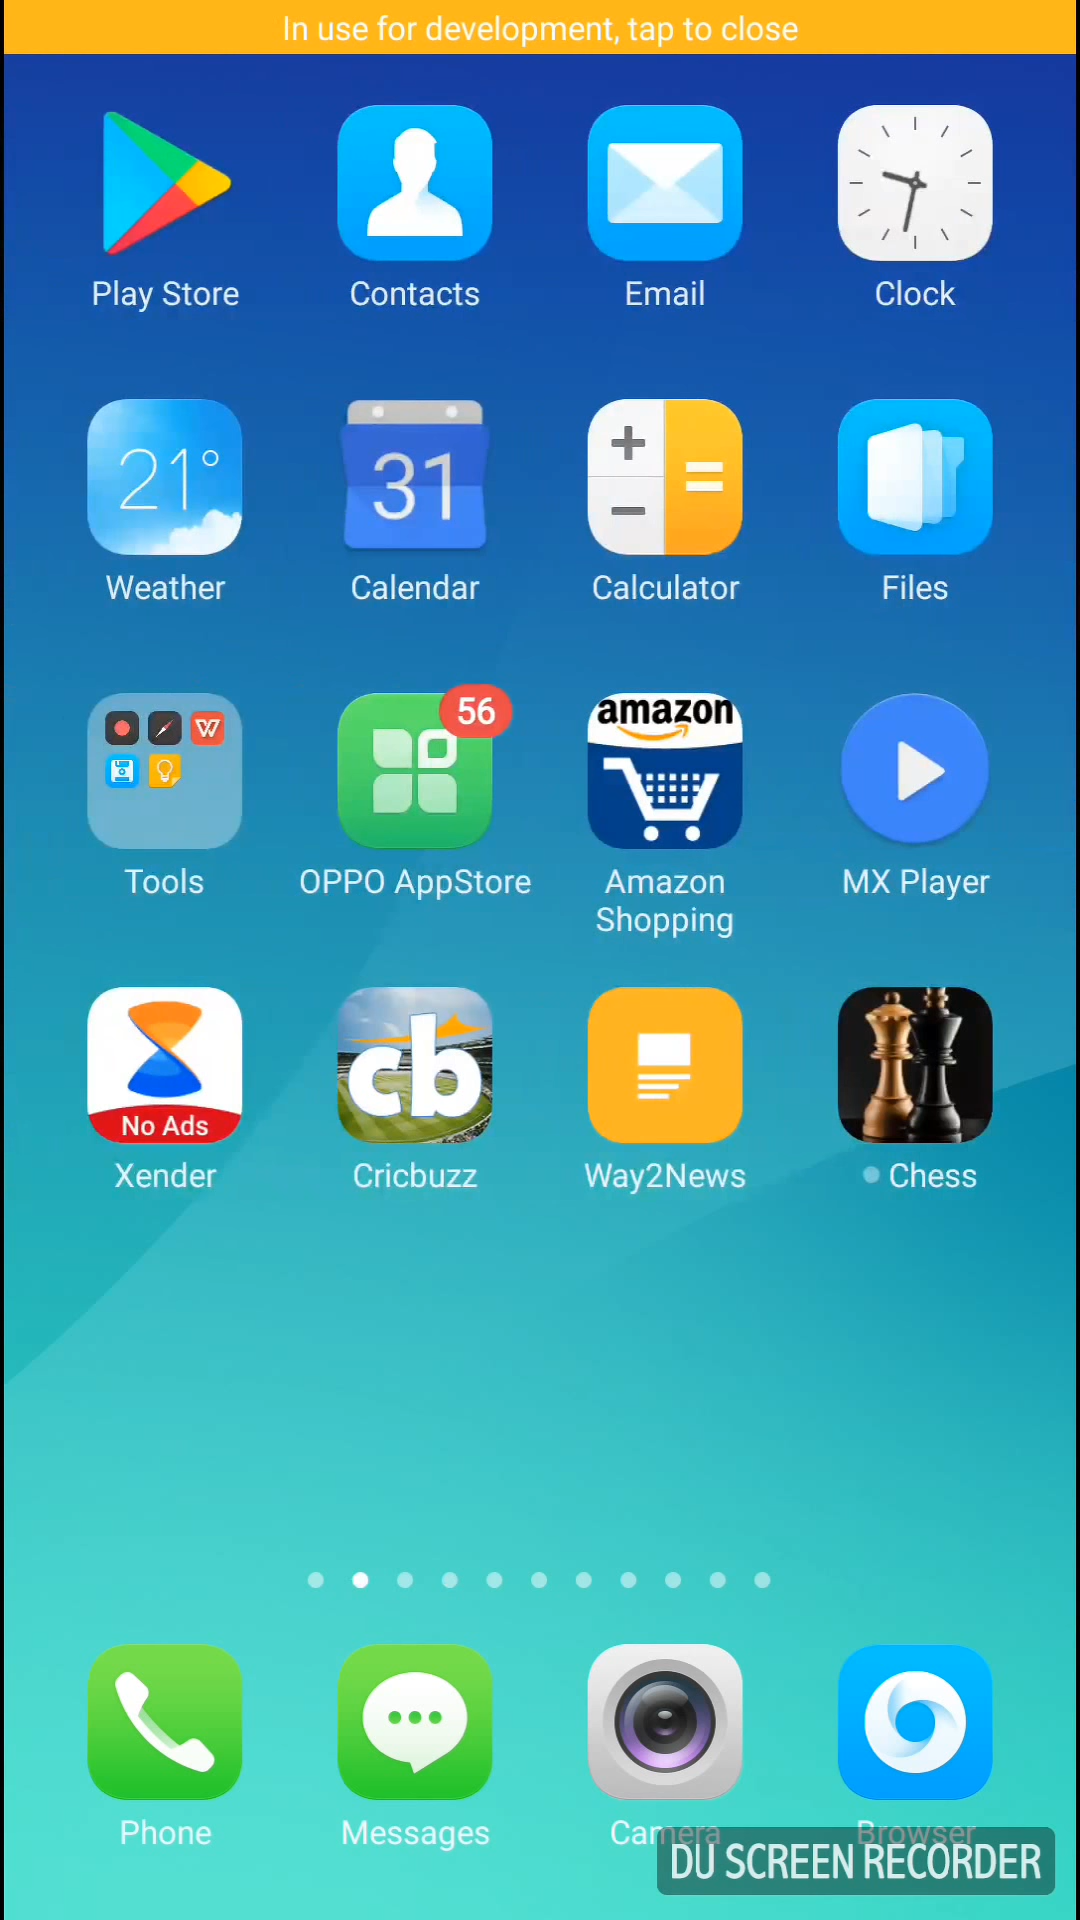 In use for development, tap to close
Play Store
Contacts
Email
Clock
21°
31
Weather
Calendar
Calculator
Files
56
amazon
Tools
OPPO AppStore
Amazon
Shopping
MX Player
No Ads
cb
Xender
Cricbuzz
Way2News
Chess
Phone
Messages
Camera
Browser
DU SCREEN RECORDER